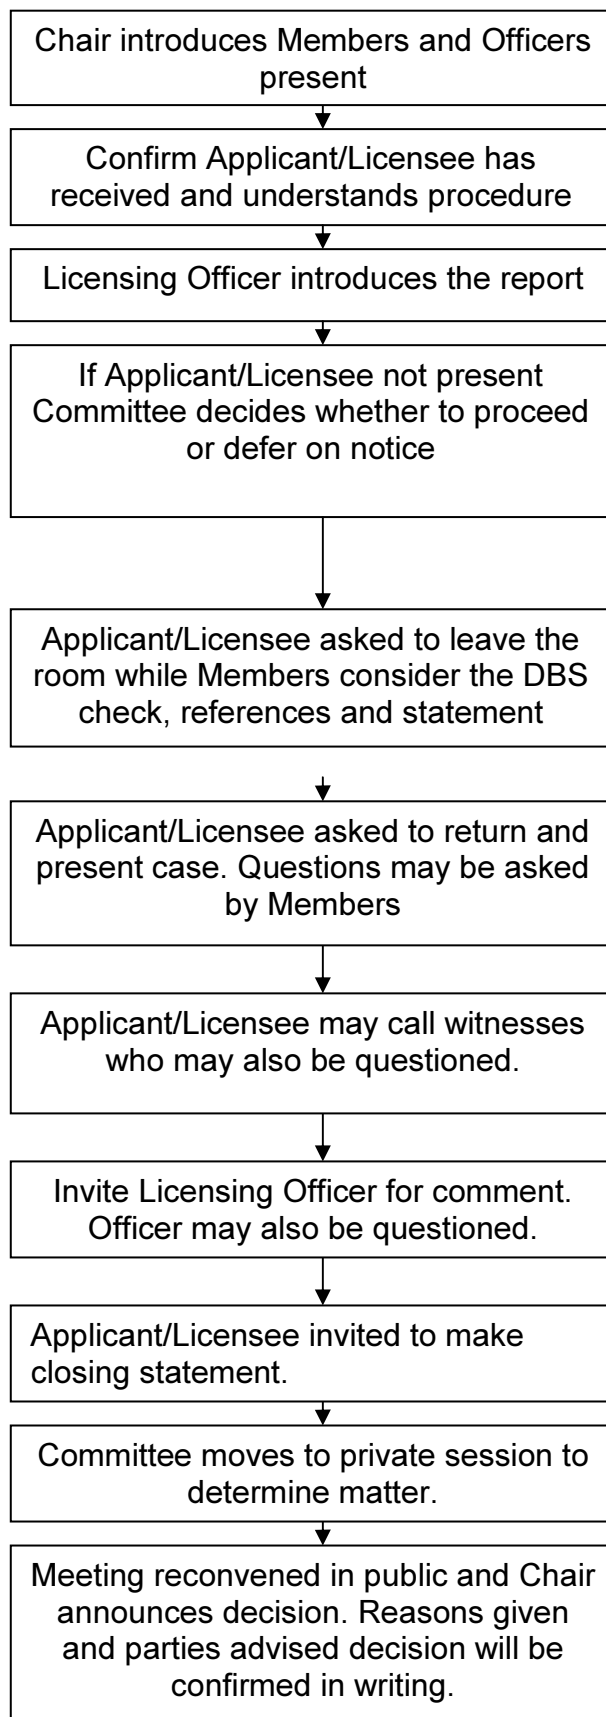 Chair introduces Members and Officers
present
Confirm Applicant/Licensee has
received and understands procedure
Licensing Officer introduces the report
If Applicant/Licensee not present
Committee decides whether to proceed
or defer on notice
Applicant/Licensee asked to leave the
room while Members consider the DBS
check, references and statement
Applicant/Licensee asked to return and
present case. Questions may be asked
by Members
Applicant/Licensee may call witnesses
who may also be questioned.
Invite Licensing Officer for comment.
Officer may also be questioned.
Applicant/Licensee invited to make
closing statement.
Committee moves to private session to
determine matter.
Meeting reconvened in public and Chair
announces decision. Reasons given
and parties advised decision will be
confirmed in writing.